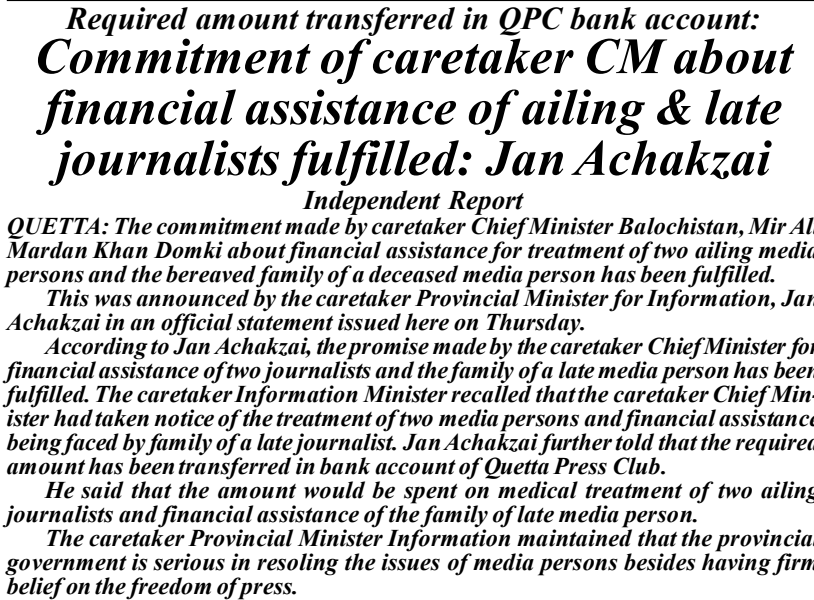 Required amount transferred in QPC bank account:
Commitment of caretaker CM about
financial assistance of ailing & late
journalists fulfilled: Jan Achakzai
Independent Report
QUETTA: The commitment made by caretaker Chief Minister Balochistan, Mir Ali
Mardan Khan Domki about financial assistance for treatment of two ailing media
persons and the bereaved family of a deceased media person has been fulfilled.
This was announced by the caretaker Provincial Minister for Information, Jan
Achakzai in an official statement issued here on Thursday.
According to Jan Achakzai, the promise made by the caretaker Chief Minister for
financial assistance of two journalists and the family of a late media person has been
fulfilled. The caretaker Information Minister recalled that the caretaker Chief Min-
ister had taken notice of the treatment of two media persons and financial assistance
being faced by family of a late journalist. Jan Achakzai further told that the required
amount has been transferred in bank account of Quetta Press Club.
He said that the amount would be spent on medical treatment of two ailing
journalists and financial assistance of the family of late media person.
The caretaker Provincial Minister Information maintained that the provincial
government is serious in resoling the issues of media persons besides having firm
belief on the freedom of press.